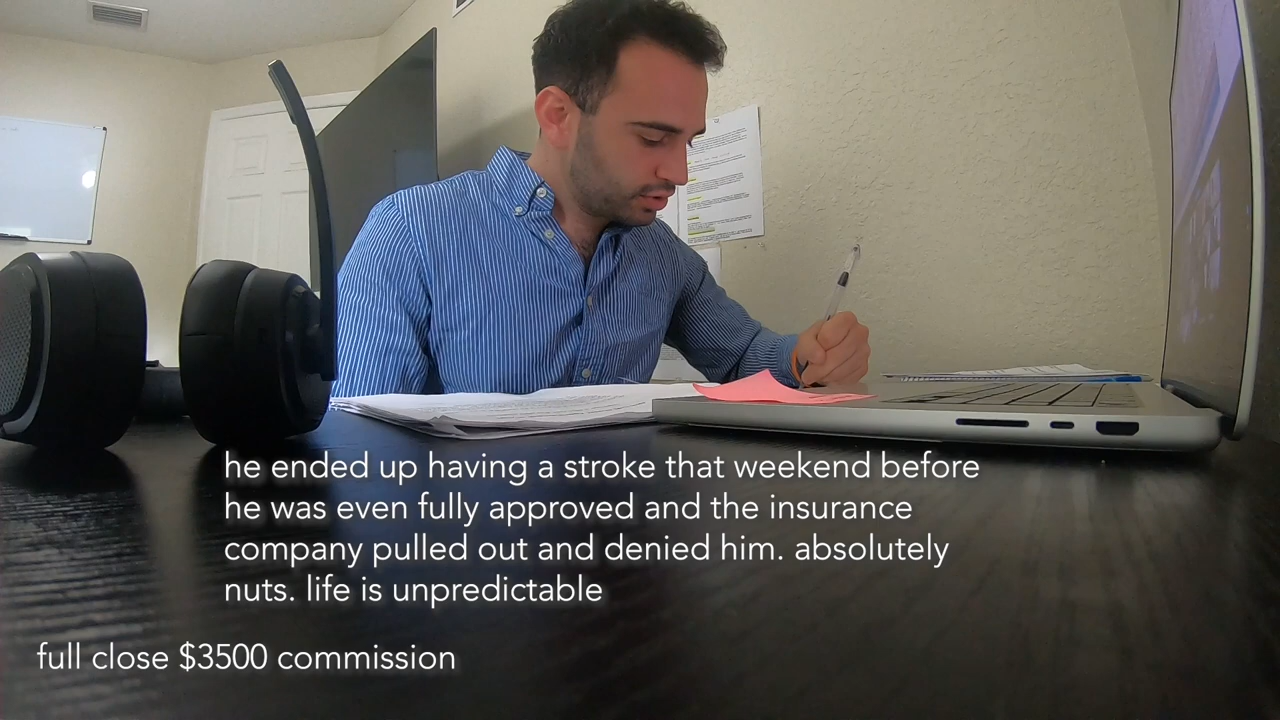 he ended up having a stroke that weekend before
he was even fully approved and the insurance
company pulled out and denied him. absolutely
nuts. life is unpredictable
full close $3500 commission